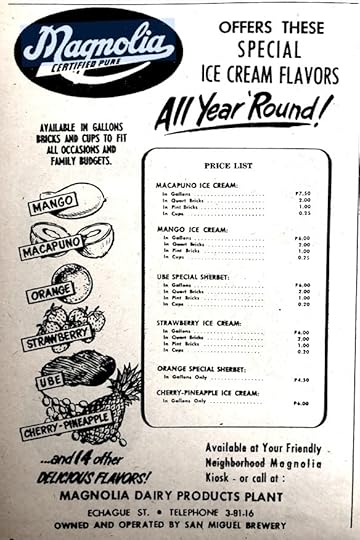 Magnolia
CERTIFIED PURE
OFFERS THESE
SPECIAL
ICE CREAM FLAVORS
All Year 'Round!
AVAILABLE IN GALLONS
BRICKS AND CUPS TO FIT
ALL OCCASIONS AND
FAMILY BUDGETS.
MANGO
MACAPUNO
ORANGE
STRAWBERRY
UBE
CHERRY-PINEAPPLE
...and 14 other
DELICIOUS FLAVORS!
PRICE LIST
MACAPUNO ICE CREAM:
In Gallons ........ ₱7.50
In Quart Bricks ........ 2.00
In Pint Bricks ........ 1.00
In Cups ........ 0.25
MANGO ICE CREAM:
In Gallons ........ ₱6.00
In Quart Bricks ........ 2.00
In Pint Bricks ........ 1.00
In Cups ........ 0.25
UBE SPECIAL SHERBET:
In Gallons ........ ₱6.00
In Quart Bricks ........ 2.00
In Pint Bricks ........ 1.00
In Cups ........ 0.20
STRAWBERRY ICE CREAM:
In Gallons ........ ₱6.00
In Quart Bricks ........ 2.00
In Pint Bricks ........ 1.00
In Cups ........ 0.20
ORANGE SPECIAL SHERBET:
In Gallons Only ........ ₱4.50
CHERRY-PINEAPPLE ICE CREAM:
In Gallons Only ........ ₱6.00
Available at Your Friendly
Neighborhood Magnolia
Kiosk - or call at :
MAGNOLIA DAIRY PRODUCTS PLANT
ECHAGUE ST. • TELEPHONE 3-81-16
OWNED AND OPERATED BY SAN MIGUEL BREWERY